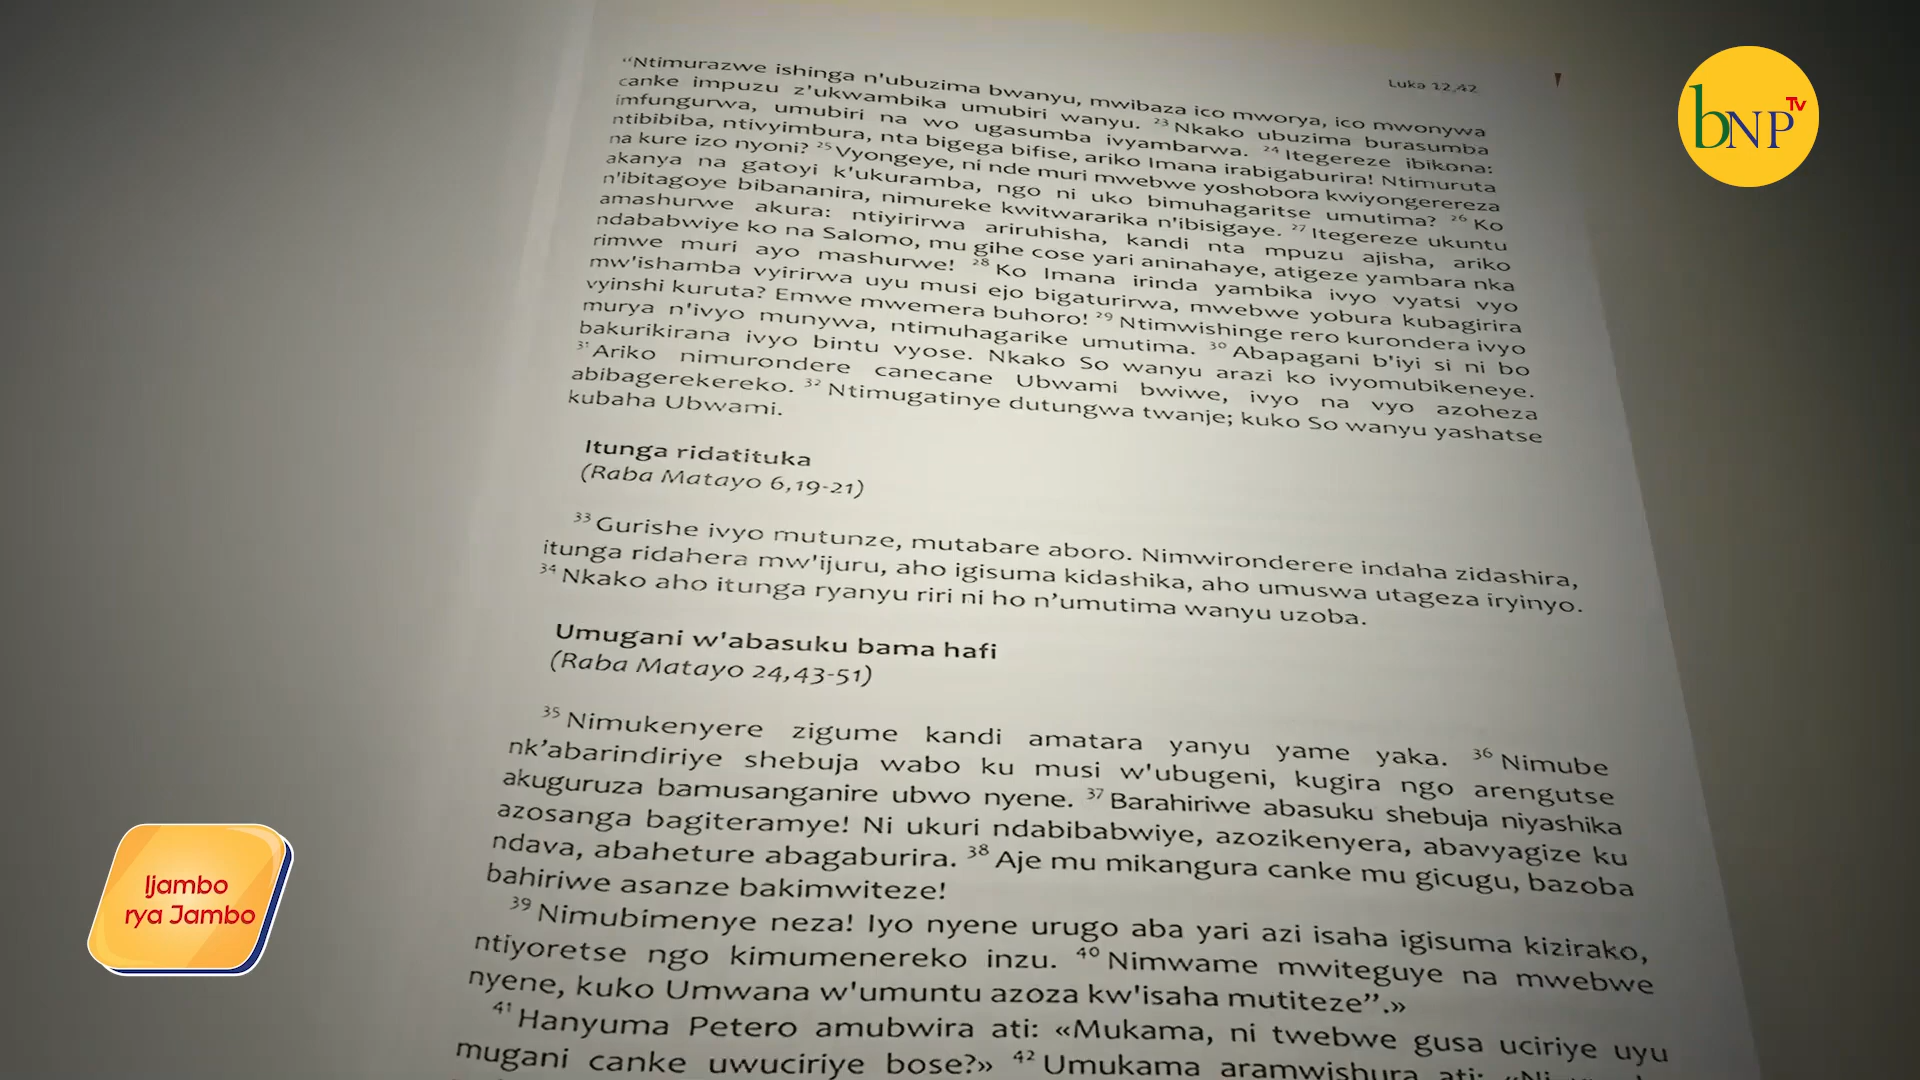 Luka 12,42
“Ntimurazwe ishinga n'ubuzima bwanyu, mwibaza ico mworya, ico mwonywa
canke impuzu z'ukwambika umubiri wanyu. 23 Nkako ubuzima burasumba
imfungurwa, umubiri na wo ugasumba ivyambarwa. 24 Itegereze ibikona:
ntibibiba, ntivyimbura, nta bigega bifise, ariko Imana irabigaburira! Ntimuruta
na kure izo nyoni? 25 Vyongeye, ni nde muri mwebwe yoshobora kwiyongerereza
akanya na gatoyi k'ukuramba, ngo ni uko bimuhagaritse umutima? 26 Ko
n'ibitagoye bibananira, nimureke kwitwararika n'ibisigaye. 27 Itegereze ukuntu
amashurwe akura: ntiyirirwa ariruhisha, kandi nta mpuzu ajisha, ariko
ndababwiye ko na Salomo, mu gihe cose yari aninahaye, atigeze yambara nka
rimwe muri ayo mashurwe! 28 Ko Imana irinda yambika ivyo vyatsi vyo
mw'ishamba vyirirwa uyu musi ejo bigaturirwa, mwebwe yobura kubagirira
vyinshi kuruta? Emwe mwemera buhoro! 29 Ntimwishinge rero kurondera ivyo
murya n'ivyo munywa, ntimuhagarike umutima. 30 Abapagani b'iyi si ni bo
bakurikirana ivyo bintu vyose. Nkako So wanyu arazi ko ivyomubikeneye.
31 Ariko nimurondere canecane Ubwami bwiwe, ivyo na vyo azoheza
abibagerekereko. 32 Ntimugatinye dutungwa twanje; kuko So wanyu yashatse
kubaha Ubwami.
Itunga ridatituka
(Raba Matayo 6,19-21)
33 Gurishe ivyo mutunze, mutabare aboro. Nimwironderere indaha zidashira,
itunga ridahera mw'ijuru, aho igisuma kidashika, aho umuswa utageza iryinyo.
34 Nkako aho itunga ryanyu riri ni ho n’umutima wanyu uzoba.
Umugani w'abasuku bama hafi
(Raba Matayo 24,43-51)
35 Nimukenyere zigume kandi amatara yanyu yame yaka. 36 Nimube
nk’abarindiriye shebuja wabo ku musi w'ubugeni, kugira ngo arengutse
akuguruza bamusanganire ubwo nyene. 37 Barahiriwe abasuku shebuja niyashika
azosanga bagiteramye! Ni ukuri ndabibabwiye, azozikenyera, abavyagize ku
ndava, abaheture abagaburira. 38 Aje mu mikangura canke mu gicugu, bazoba
bahiriwe asanze bakimwiteze!
39 Nimubimenye neza! Iyo nyene urugo aba yari azi isaha igisuma kizirako,
ntiyoretse ngo kimumenereko inzu. 40 Nimwame mwiteguye na mwebwe
nyene, kuko Umwana w'umuntu azoza kw'isaha mutiteze”.»
41 Hanyuma Petero amubwira ati: «Mukama, ni twebwe gusa uciriye uyu
mugani canke uwuciriye bose?» 42 Umukama aramwishura ati:
bNP Tv
Ijambo
rya Jambo